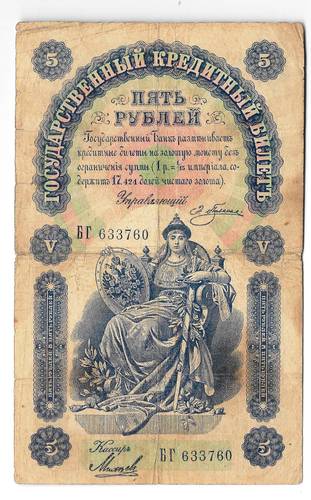 5 5
ГОСУДАРСТВЕННЫЙ КРЕДИТНЫЙ БИЛЕТЪ
ПЯТЬ
РУБЛЕЙ
Государственный Банкъ размѣниваетъ
кредитные билеты на золотую монету безъ
ограниченія суммы (1 р. = 1/15 имперіала, со-
держитъ 17,424 долей чистаго золота).
Управляющій
V V
БГ 633760
5 5
Кассиръ
БГ 633760